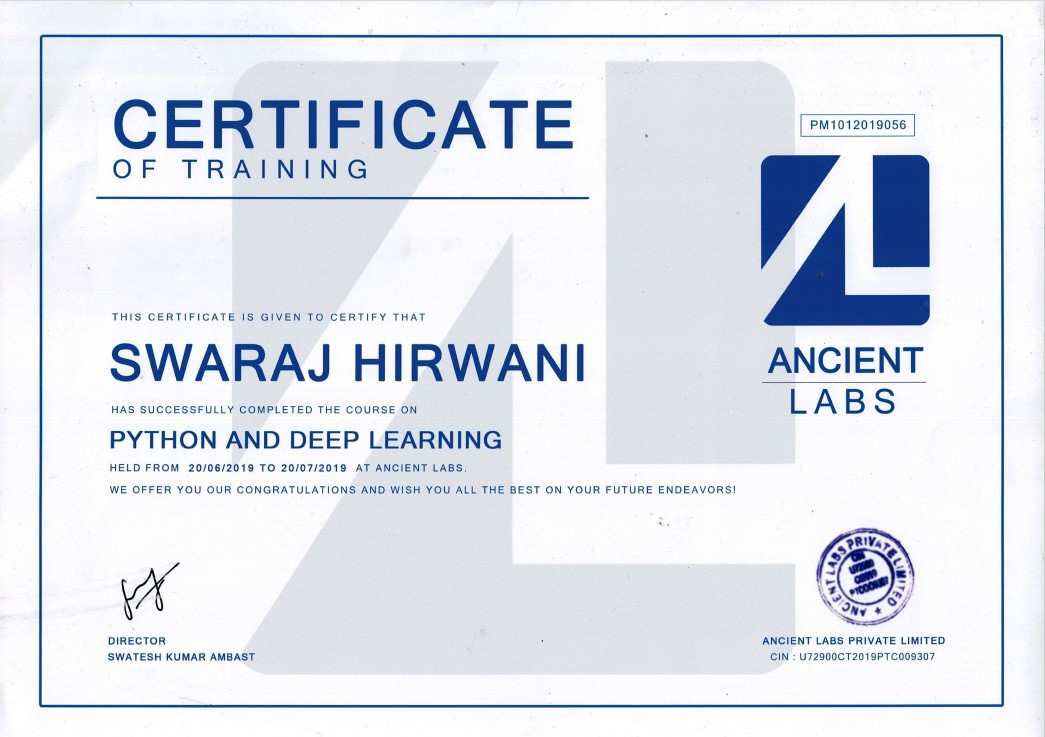 CERTIFICATE
OF TRAINING
PM1012019056
ANCIENT
LABS
THIS CERTIFICATE IS GIVEN TO CERTIFY THAT
SWARAJ HIRWANI
HAS SUCCESSFULLY COMPLETED THE COURSE ON
PYTHON AND DEEP LEARNING
HELD FROM 20/06/2019 TO 20/07/2019 AT ANCIENT LABS.
WE OFFER YOU OUR CONGRATULATIONS AND WISH YOU ALL THE BEST ON YOUR FUTURE ENDEAVORS!
DIRECTOR
SWATESH KUMAR AMBAST
ANCIENT LABS PRIVATE LIMITED
ANCIENT LABS PRIVATE LIMITED
CIN : U72900CT2019PTC009307